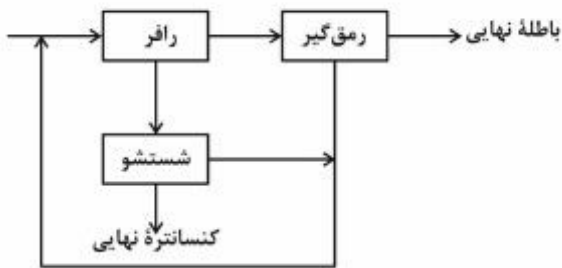 رافر
رمق‌گیر
باطلهٔ نهایی
شستشو
کنسانترهٔ نهایی